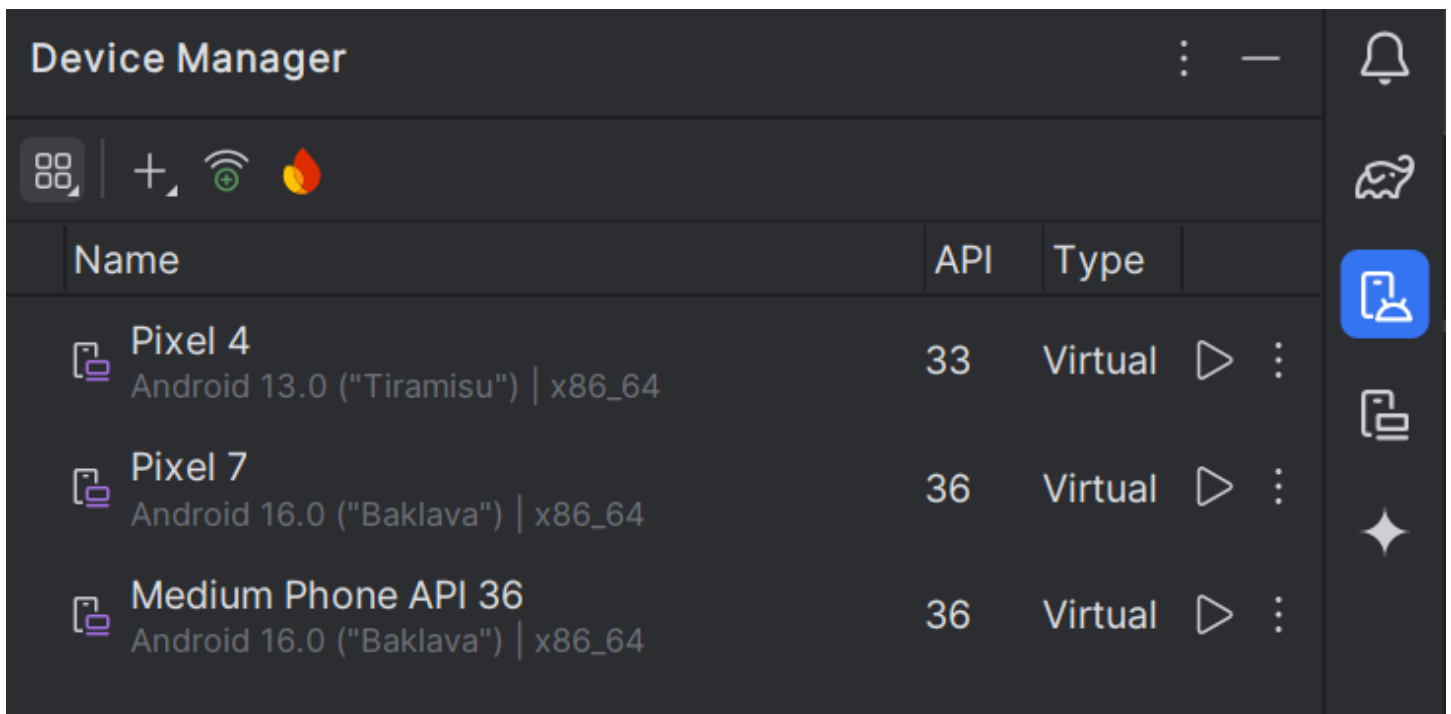 Device Manager
Name API Type
Pixel 4
Android 13.0 ("Tiramisu") | x86_64
33 Virtual
Pixel 7
Android 16.0 ("Baklava") | x86_64
36 Virtual
Medium Phone API 36
Android 16.0 ("Baklava") | x86_64
36 Virtual